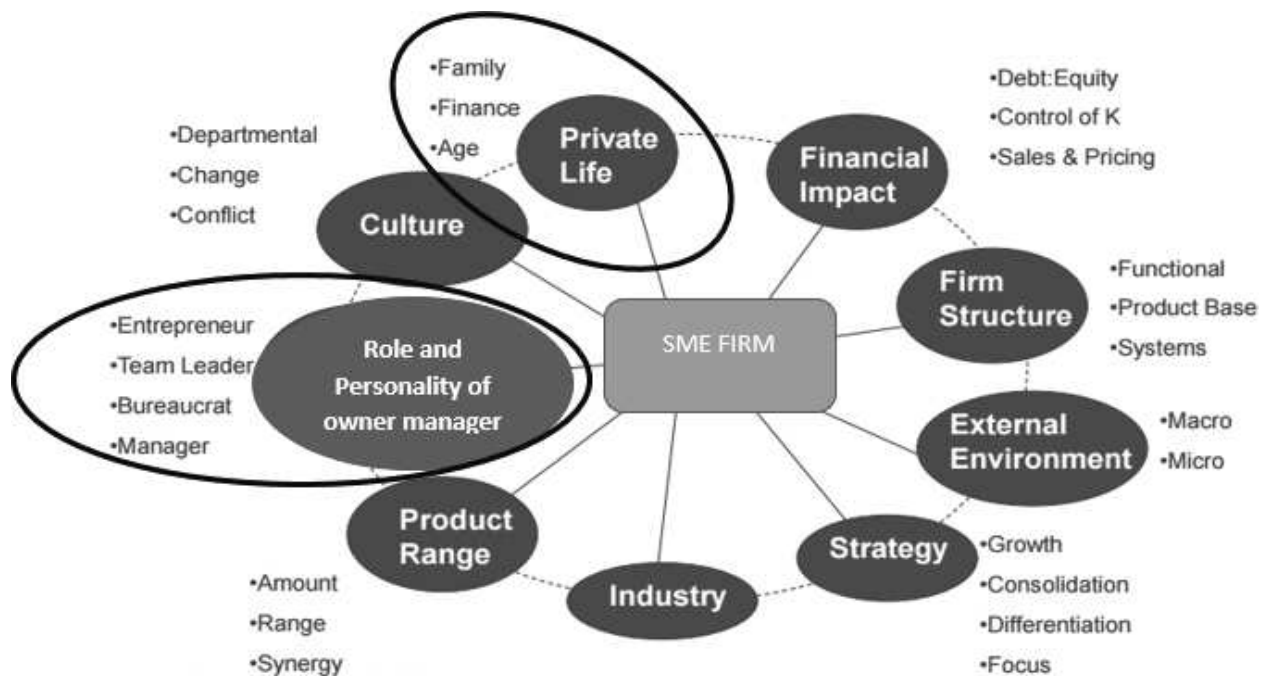 •Family
•Finance
•Age
Private
Life
•Debt:Equity
•Control of K
•Sales & Pricing
Financial
Impact
•Departmental
•Change
•Conflict
Culture
Firm
Structure
•Functional
•Product Base
•Systems
SME FIRM
•Entrepreneur
•Team Leader
•Bureaucrat
•Manager
Role and
Personality of
owner manager
External
Environment
•Macro
•Micro
Product
Range
•Amount
•Range
•Synergy
Industry
Strategy
•Growth
•Consolidation
•Differentiation
•Focus